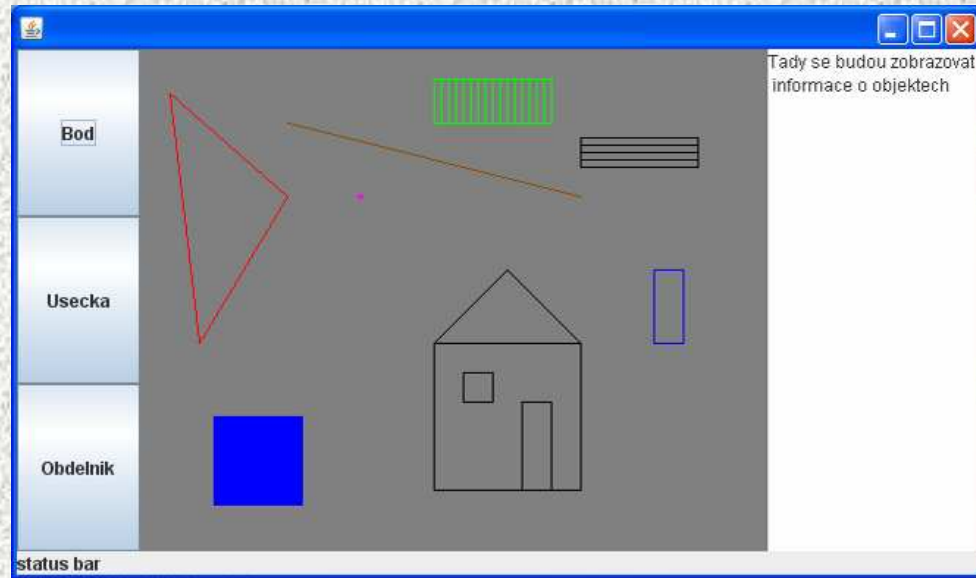 Bod
Usecka
Obdelnik
Tady se budou zobrazovat
informace o objektech
status bar